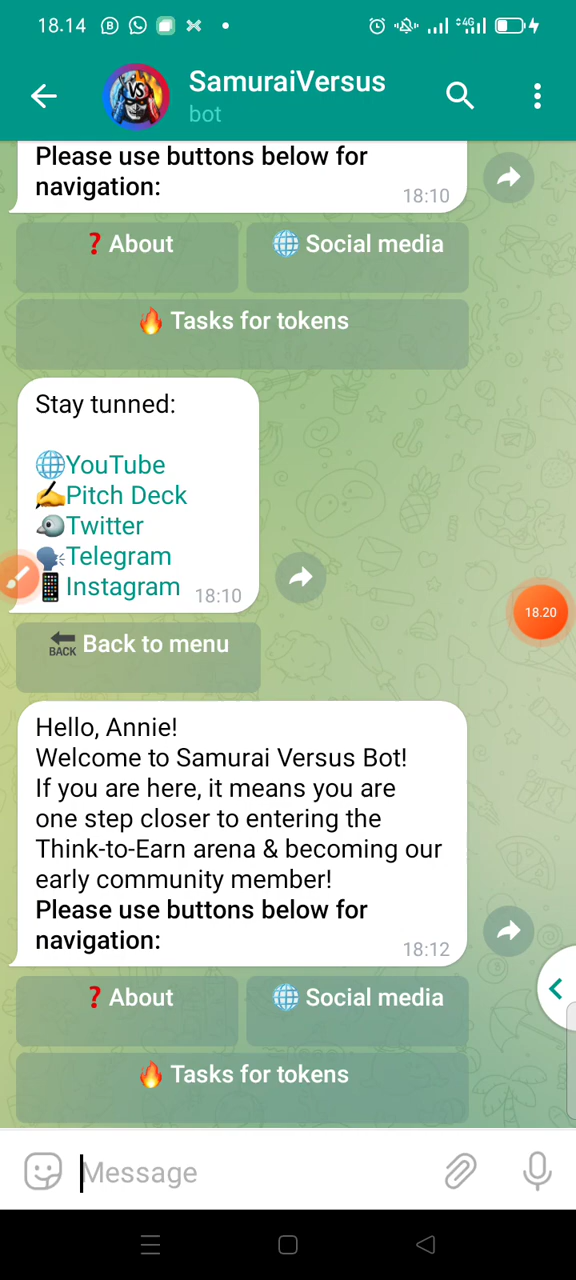 18.14
4G
SamuraiVersus
bot
Please use buttons below for
navigation:
18:10
❓ About
🌐 Social media
🔥 Tasks for tokens
Stay tunned:
🌐YouTube
✍️Pitch Deck
🐦Twitter
🗣Telegram
📱Instagram
18:10
18.20
BACK
Back to menu
Hello, Annie!
Welcome to Samurai Versus Bot!
If you are here, it means you are
one step closer to entering the
Think-to-Earn arena & becoming our
early community member!
Please use buttons below for
navigation:
18:12
❓ About
🌐 Social media
🔥 Tasks for tokens
Message